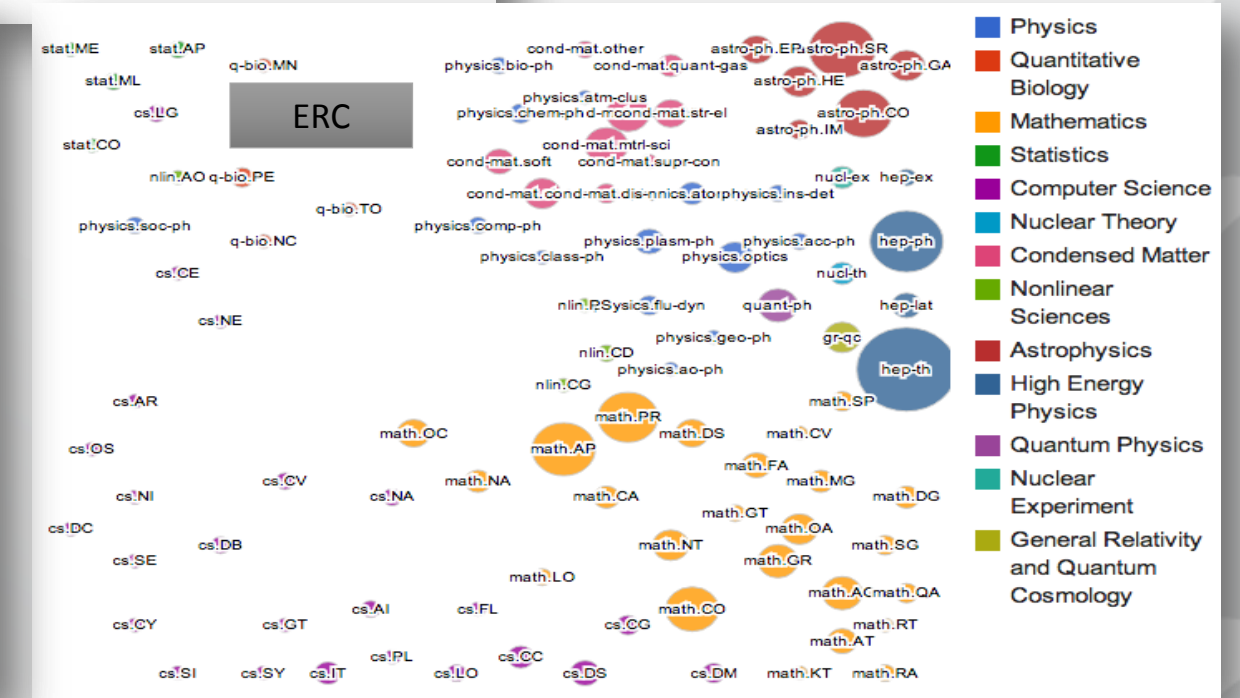 stat.ME
stat.AP
q-bio.MN
cond-mat.other
astro-ph.EP
astro-ph.SR
physics.bio-ph
cond-mat.quant-gas
astro-ph.GA
stat.ML
astro-ph.HE
physics.atm-clus
cs.LG
ERC
physics.chem-ph
cond-mat.str-el
astro-ph.CO
astro-ph.IM
stat.CO
cond-mat.mtrl-sci
cond-mat.soft
cond-mat.supr-con
nlin.AO
q-bio.PE
nucl-ex
hep-ex
cond-mat.
cond-mat.dis-nn
physics.ins-det
q-bio.TO
physics.soc-ph
physics.comp-ph
q-bio.NC
physics.plasm-ph
physics.acc-ph
hep-ph
physics.class-ph
physics.optics
cs.CE
nucl-th
nlin.PS
ysics.flu-dyn
quant-ph
hep-lat
cs.NE
physics.geo-ph
gr-qc
nlin.CD
physics.ao-ph
hep-th
nlin.CG
cs.AR
math.SP
math.PR
math.OC
math.DS
math.CV
cs.OS
math.AP
math.FA
cs.CV
math.NA
math.MG
cs.NI
cs.NA
math.CA
math.DG
math.GT
cs.DC
math.OA
cs.DB
math.NT
math.SG
cs.SE
math.GR
math.LO
math.AG
math.QA
cs.AI
cs.FL
math.CO
cs.CY
cs.GT
cs.CG
math.RT
math.AT
cs.PL
cs.CC
cs.SI
cs.SY
cs.IT
cs.LO
cs.DS
cs.DM
math.KT
math.RA
Physics
Quantitative
Biology
Mathematics
Statistics
Computer Science
Nuclear Theory
Condensed Matter
Nonlinear
Sciences
Astrophysics
High Energy
Physics
Quantum Physics
Nuclear
Experiment
General Relativity
and Quantum
Cosmology